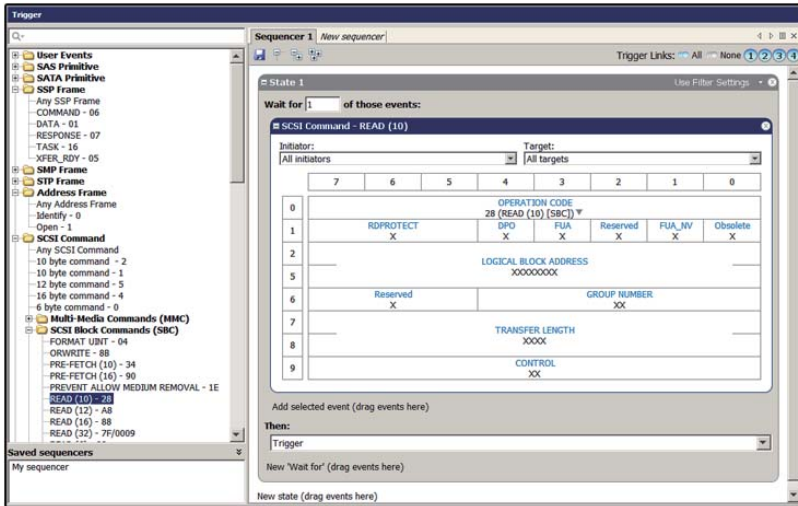 Trigger
User Events
SAS Primitive
SATA Primitive
SSP Frame
Any SSP Frame
COMMAND - 06
DATA - 01
RESPONSE - 07
TASK - 16
XFER_RDY - 05
SMP Frame
STP Frame
Address Frame
Any Address Frame
Identify - 0
Open - 1
SCSI Command
Any SCSI Command
10 byte command - 2
10 byte command - 1
12 byte command - 5
16 byte command - 4
6 byte command - 0
Multi-Media Commands (MMC)
SCSI Block Commands (SBC)
FORMAT UINT - 04
ORWRITE - 8B
PRE-FETCH (10) - 34
PRE-FETCH (16) - 90
PREVENT ALLOW MEDIUM REMOVAL - 1E
READ (10) - 28
READ (12) - A8
READ (16) - 88
READ (32) - 7F/0009
Saved sequencers
My sequencer
Sequencer 1 New sequencer
Trigger Links: All None 1 2 3 4
State 1 Use Filter Settings
Wait for 1 of those events:
SCSI Command - READ (10)
Initiator: Target:
All initiators All targets
7 6 5 4 3 2 1 0
0 OPERATION CODE
28 (READ (10) [SBC])
1 RDPROTECT DPO FUA Reserved FUA_NV Obsolete
X X X X X X
2
LOGICAL BLOCK ADDRESS
XXXXXXXX
5
6 Reserved GROUP NUMBER
X XX
7
TRANSFER LENGTH
XXXX
8
9 CONTROL
XX
Add selected event (drag events here)
Then:
Trigger
New 'Wait for' (drag events here)
New state (drag events here)